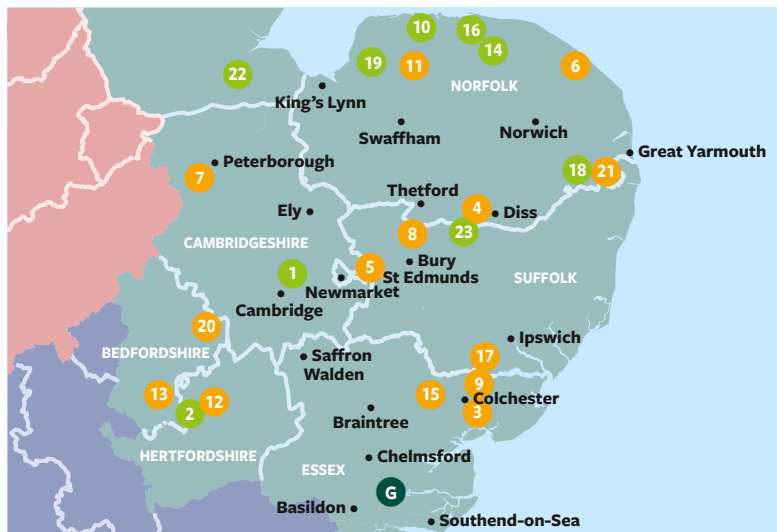 10
16
14
19
11
6
22
NORFOLK
King's Lynn
Swaffham
Norwich
Great Yarmouth
Peterborough
7
18
21
Thetford
4
Diss
Ely
8
23
CAMBRIDGESHIRE
5
Bury
St Edmunds
SUFFOLK
1
Newmarket
Cambridge
20
Ipswich
BEDFORDSHIRE
Saffron
Walden
17
13
2
12
15
9
Colchester
3
Braintree
HERTFORDSHIRE
ESSEX
Chelmsford
G
Basildon
Southend-on-Sea